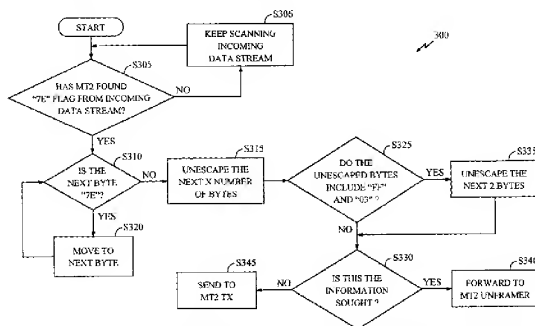 START
S306
KEEP SCANNING
INCOMING
DATA STREAM
300
S305
HAS MT2 FOUND
"7E" FLAG FROM INCOMING
DATA STREAM?
NO
YES
S310
IS THE
NEXT BYTE
"7E"?
NO
S315
UNESCAPE THE
NEXT X NUMBER
OF BYTES
S325
DO THE
UNESCAPED BYTES
INCLUDE "FF"
AND "03" ?
YES
S335
UNESCAPE THE
NEXT 2 BYTES
YES
S320
MOVE TO
NEXT BYTE
NO
S345
SEND TO
MT2 TX
NO
S330
IS THIS THE
INFORMATION
SOUGHT ?
YES
S340
FORWARD TO
MT2 UNFRAMER